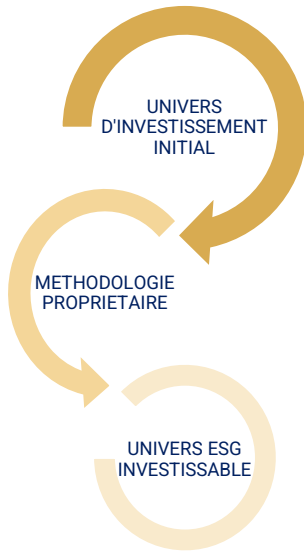 UNIVERS
D'INVESTISSEMENT
INITIAL
METHODOLOGIE
PROPRIETAIRE
UNIVERS ESG
INVESTISSABLE